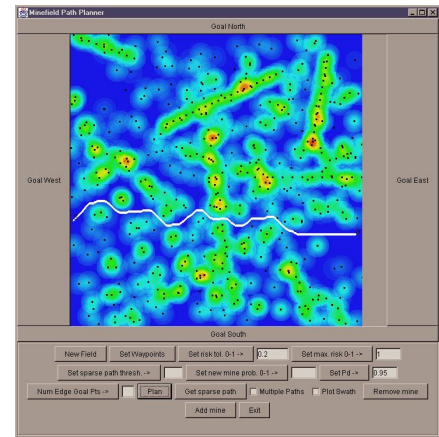 Minefield Path Planner
Goal North
Goal West
Goal East
Goal South
New Field Set Waypoints Set risk tol. 0-1 -> 0.2 Set max. risk 0-1 -> 1
Set sparse path thresh. -> Set new mine prob. 0-1 -> Set Pd -> 0.95
Num Edge Goal Pts -> Plan Get sparse path Multiple Paths Plot Swath Remove mine
Add mine Exit